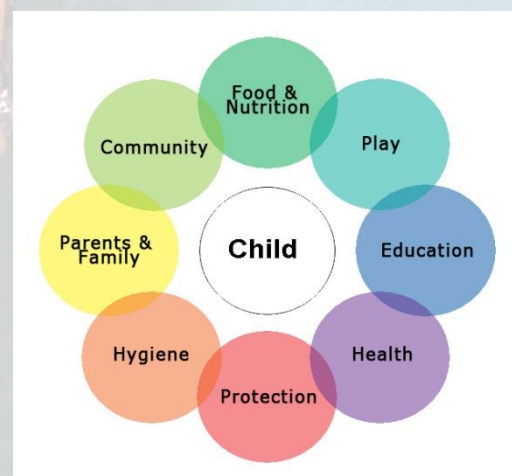 Food &
Nutrition
Play
Education
Health
Protection
Hygiene
Parents &
Family
Community
Child